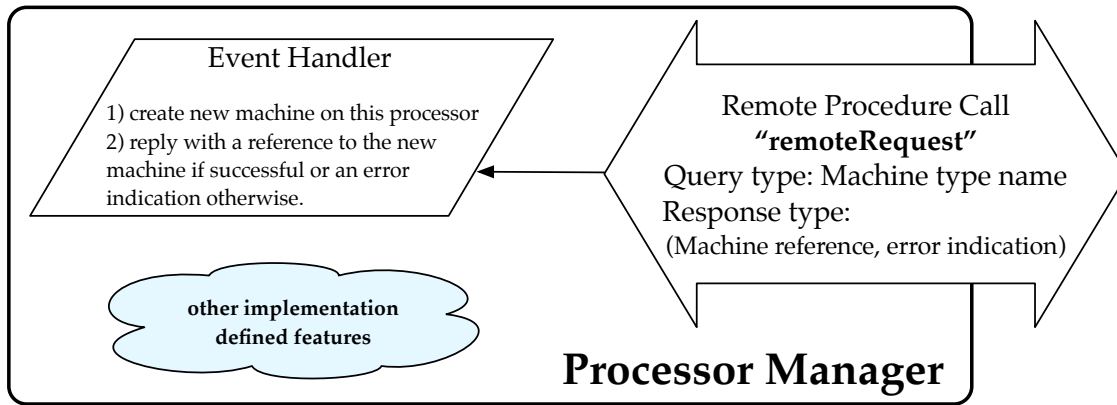 Event Handler
1) create new machine on this processor
2) reply with a reference to the new
machine if successful or an error
indication otherwise.
Remote Procedure Call
“remoteRequest”
Query type: Machine type name
Response type:
(Machine reference, error indication)
other implementation
defined features
Processor Manager